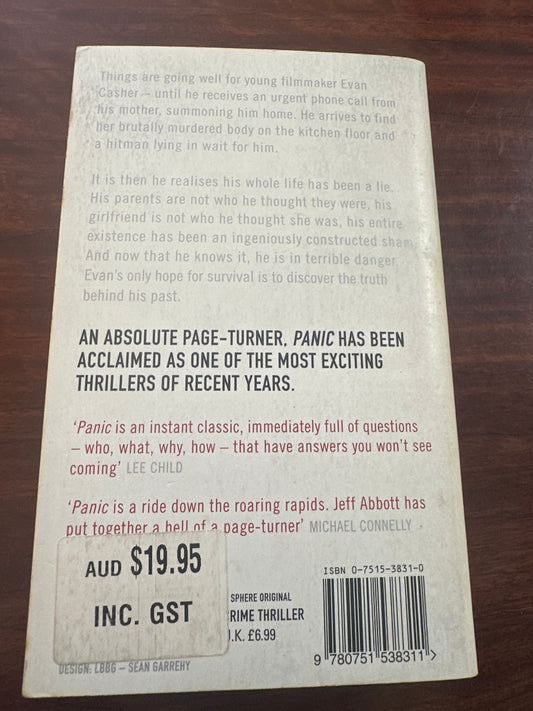 Things are going well for young filmmaker Evan
Casher – until he receives an urgent phone call from
his mother, summoning him home. He arrives to find
her brutally murdered body on the kitchen floor and
a hitman lying in wait for him.
It is then he realises his whole life has been a lie.
His parents are not who he thought they were, his
girlfriend is not who he thought she was, his entire
existence has been an ingeniously constructed sham.
And now that he knows it, he is in terrible danger.
Evan's only hope for survival is to discover the truth
behind his past.
AN ABSOLUTE PAGE-TURNER, PANIC HAS BEEN
ACCLAIMED AS ONE OF THE MOST EXCITING
THRILLERS OF RECENT YEARS.
'Panic is an instant classic, immediately full of questions
– who, what, why, how – that have answers you won't see
coming' LEE CHILD
'Panic is a ride down the roaring rapids. Jeff Abbott has
put together a hell of a page-turner' MICHAEL CONNELLY
AUD $19.95
INC. GST
SPHERE ORIGINAL
CRIME THRILLER
U.K. £6.99
ISBN 0-7515-3831-0
9 780751 538311 >
DESIGN: LBBG – SEAN GARREHY